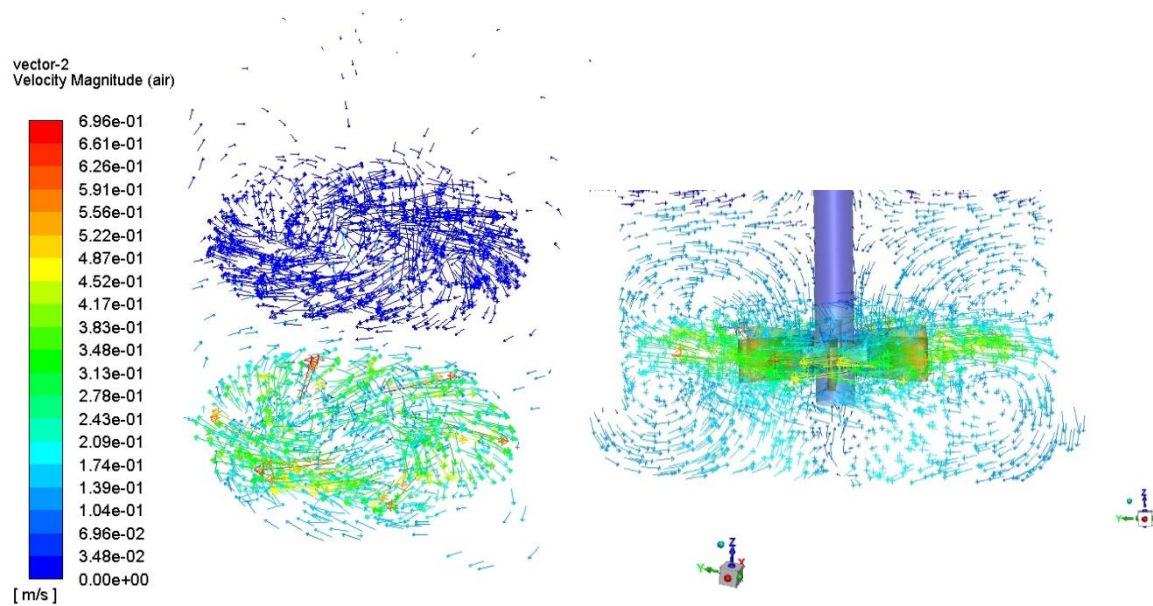 vector-2
Velocity Magnitude (air)
6.96e-01
6.61e-01
6.26e-01
5.91e-01
5.56e-01
5.22e-01
4.87e-01
4.52e-01
4.17e-01
3.83e-01
3.48e-01
3.13e-01
2.78e-01
2.43e-01
2.09e-01
1.74e-01
1.39e-01
1.04e-01
6.96e-02
3.48e-02
0.00e+00
[ m/s ]
Z
Y
X
Z
Y